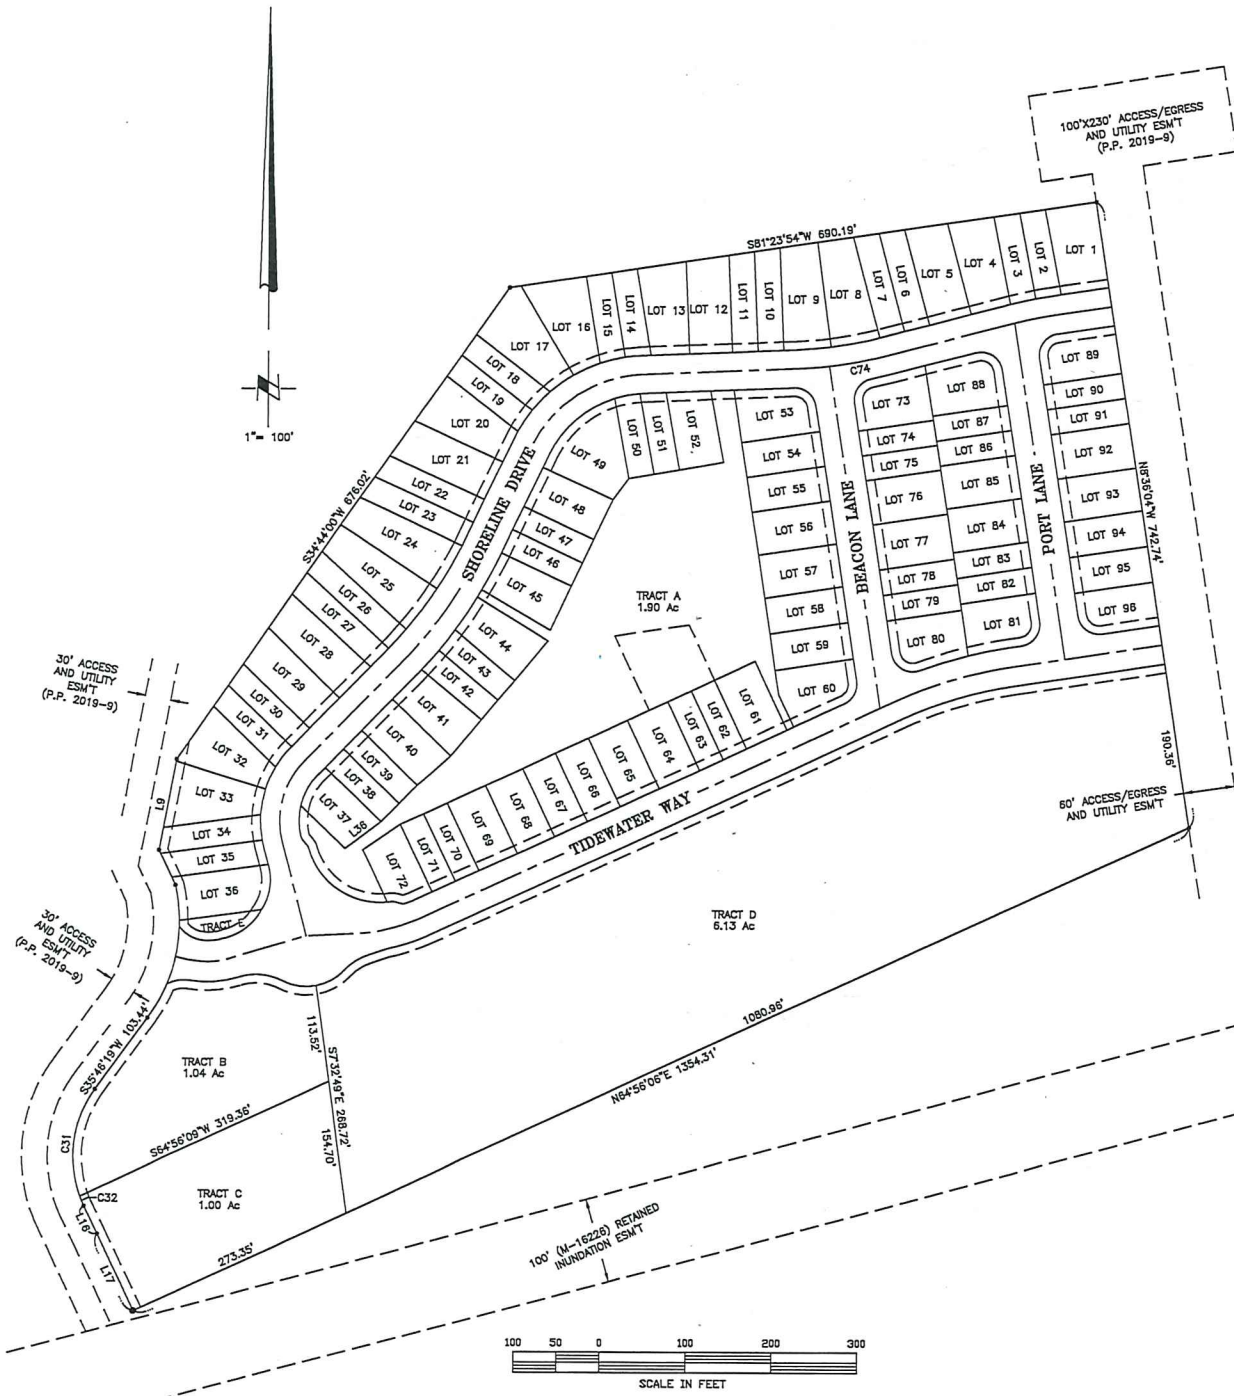 100'X230' ACCESS/EGRESS
AND UTILITY ESM'T
(P.P. 2019-9)
1"= 100'
S81°23'54"W 690.19'
LOT 1
LOT 2
LOT 3
LOT 4
LOT 5
LOT 6
LOT 7
LOT 8
LOT 9
LOT 10
LOT 11
LOT 12
LOT 13
LOT 14
LOT 15
LOT 16
LOT 17
LOT 18
LOT 19
LOT 20
LOT 21
LOT 22
LOT 23
LOT 24
LOT 25
LOT 26
LOT 27
LOT 28
LOT 29
LOT 30
LOT 31
LOT 32
LOT 33
LOT 34
LOT 35
LOT 36
TRACT E
S34°44'00"W 676.02'
SHORELINE DRIVE
C74
LOT 37
L36
LOT 38
LOT 39
LOT 40
LOT 41
LOT 42
LOT 43
LOT 44
LOT 45
LOT 46
LOT 47
LOT 48
LOT 49
LOT 50
LOT 51
LOT 52.
LOT 53
LOT 54
LOT 55
LOT 56
LOT 57
LOT 58
LOT 59
LOT 60
LOT 61
LOT 62
LOT 63
LOT 64
LOT 65
LOT 66
LOT 67
LOT 68
LOT 69
LOT 70
LOT 71
LOT 72
TRACT A
1.90 Ac
BEACON LANE
LOT 73
LOT 74
LOT 75
LOT 76
LOT 77
LOT 78
LOT 79
LOT 80
LOT 81
LOT 82
LOT 83
LOT 84
LOT 85
LOT 86
LOT 87
LOT 88
PORT LANE
LOT 89
LOT 90
LOT 91
LOT 92
LOT 93
LOT 94
LOT 95
LOT 96
N8°36'04"W 742.74'
190.36'
60' ACCESS/EGRESS
AND UTILITY ESM'T
TIDEWATER WAY
30' ACCESS
AND UTILITY
ESM'T
(P.P. 2019-9)
L9
30' ACCESS
AND UTILITY
ESM'T
(P.P. 2019-9)
TRACT D
6.13 Ac
S35°46'19"W 103.44'
TRACT B
1.04 Ac
113.52'
S7°32'49"E 268.72'
154.70'
1080.96'
N64°56'06"E 1354.31'
S64°56'09"W 319.36'
C31
C32
L16
L17
TRACT C
1.00 Ac
273.35'
100' (M-16226) RETAINED
INUNDATION ESM'T
100 50 0 100 200 300
SCALE IN FEET